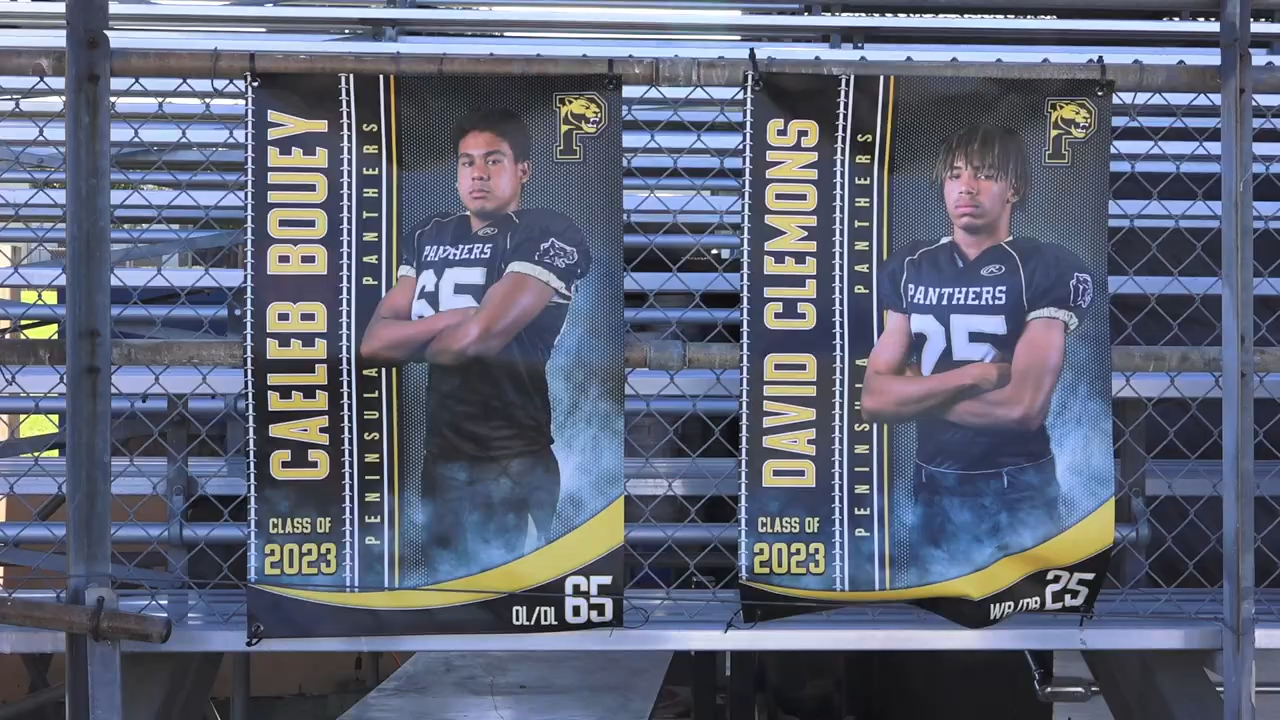 CALEB BOUEY
PENINSULA PANTHERS
P
PANTHERS
65
CLASS OF
2023
OL/DL 65
DAVID CLEMONS
PENINSULA PANTHERS
P
PANTHERS
25
CLASS OF
2023
WR/DB 25